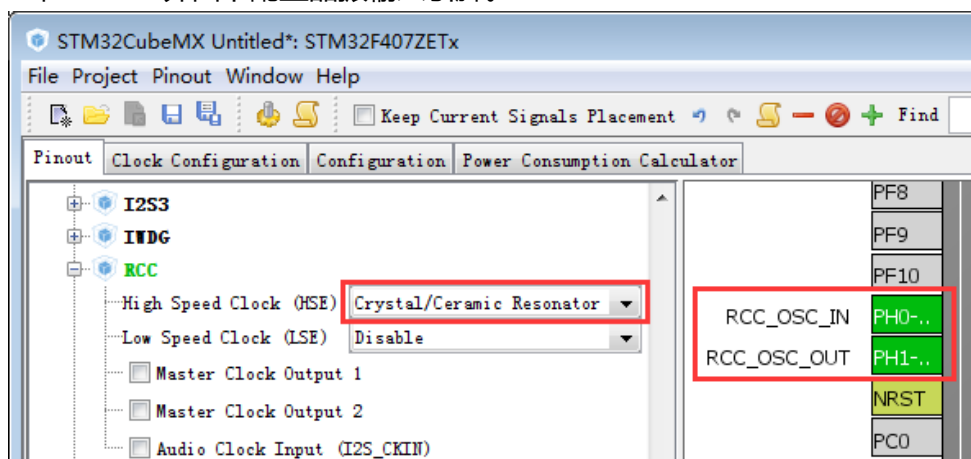 STM32CubeMX Untitled*: STM32F407ZETx
File Project Pinout Window Help
Keep Current Signals Placement
Find
Pinout
Clock Configuration
Configuration
Power Consumption Calculator
I2S3
IWDG
RCC
High Speed Clock (HSE)
Crystal/Ceramic Resonator
Low Speed Clock (LSE)
Disable
Master Clock Output 1
Master Clock Output 2
Audio Clock Input (I2S_CKIN)
PF8
PF9
PF10
RCC_OSC_IN
PH0-..
RCC_OSC_OUT
PH1-..
NRST
PC0